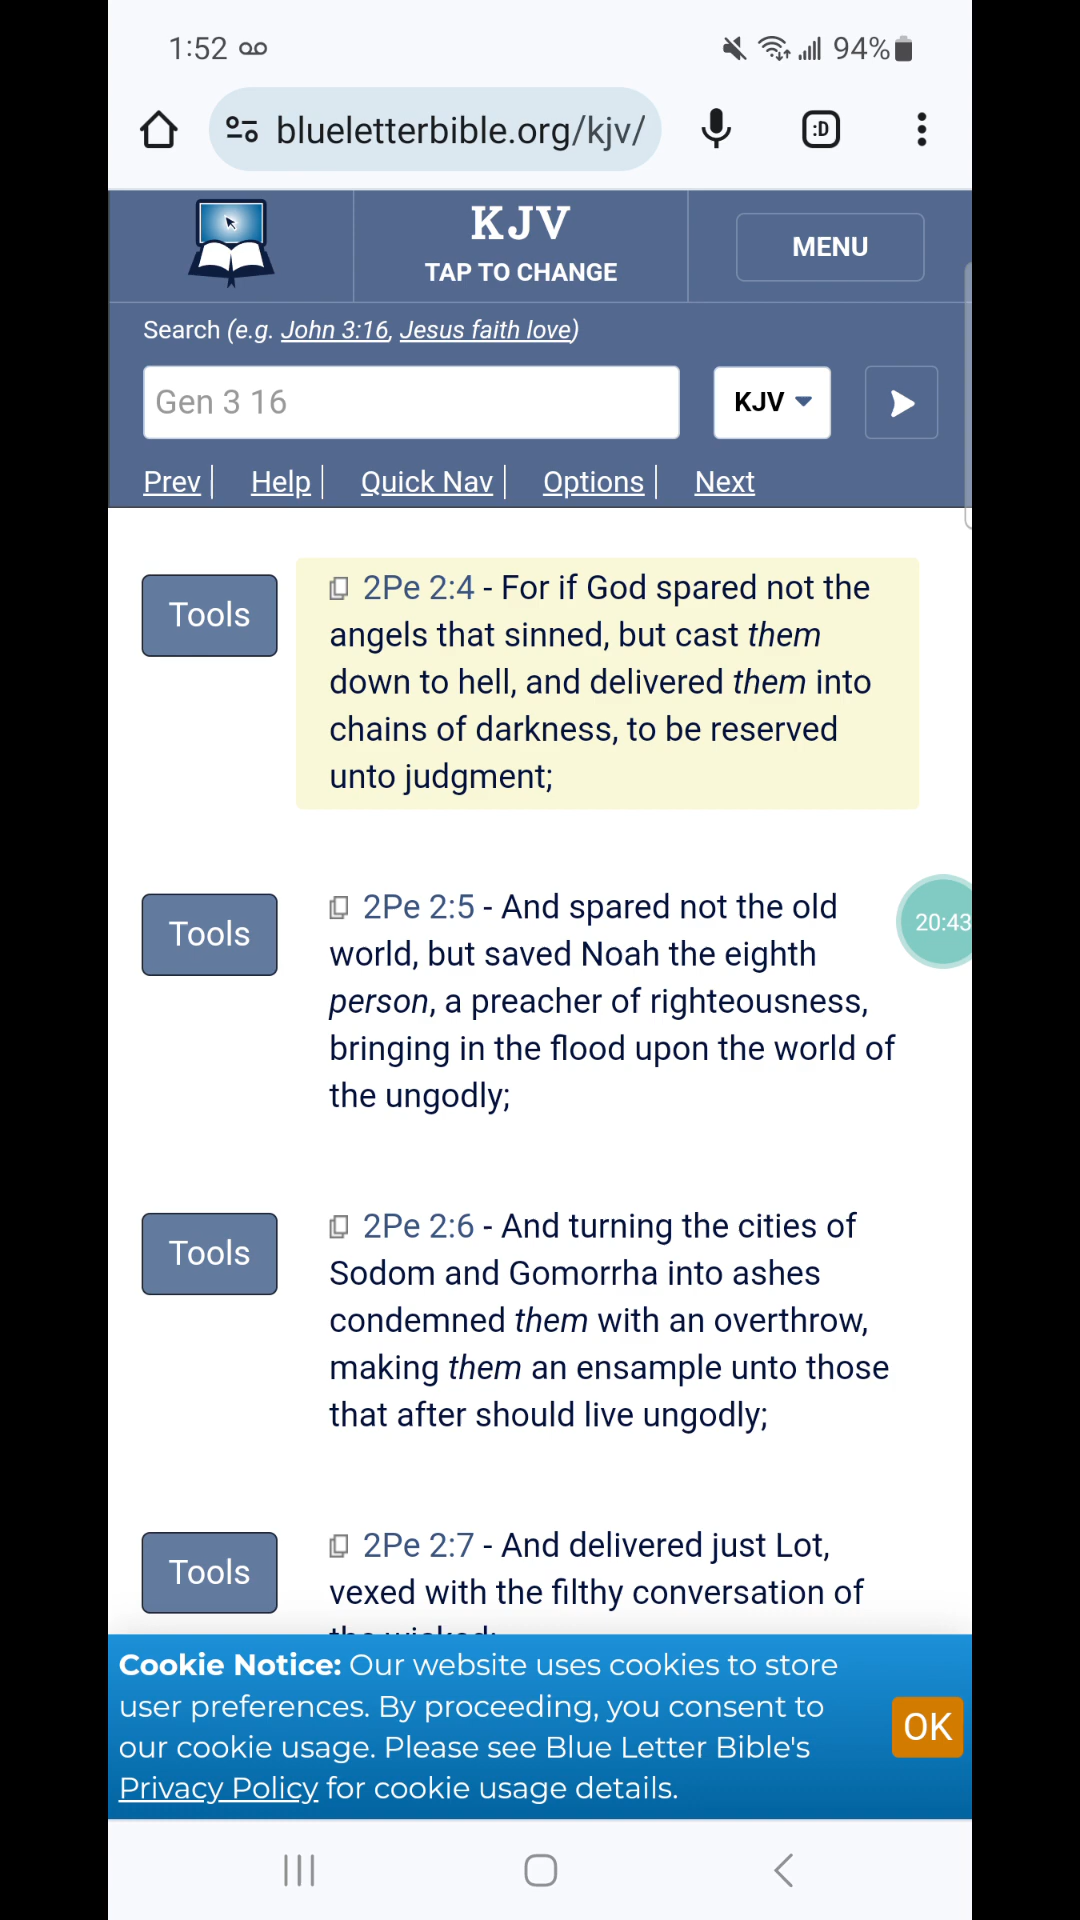 1:52
94%
blueletterbible.org/kjv/
:D
KJV
TAP TO CHANGE
MENU
Search (e.g. John 3:16, Jesus faith love)
Gen 3 16
KJV
Prev | Help | Quick Nav | Options | Next
Tools
2Pe 2:4 - For if God spared not the
angels that sinned, but cast them
down to hell, and delivered them into
chains of darkness, to be reserved
unto judgment;
Tools
2Pe 2:5 - And spared not the old
world, but saved Noah the eighth
person, a preacher of righteousness,
bringing in the flood upon the world of
the ungodly;
20:43
Tools
2Pe 2:6 - And turning the cities of
Sodom and Gomorrha into ashes
condemned them with an overthrow,
making them an ensample unto those
that after should live ungodly;
Tools
2Pe 2:7 - And delivered just Lot,
vexed with the filthy conversation of
the wicked:
Cookie Notice: Our website uses cookies to store
user preferences. By proceeding, you consent to
our cookie usage. Please see Blue Letter Bible's
Privacy Policy for cookie usage details.
OK